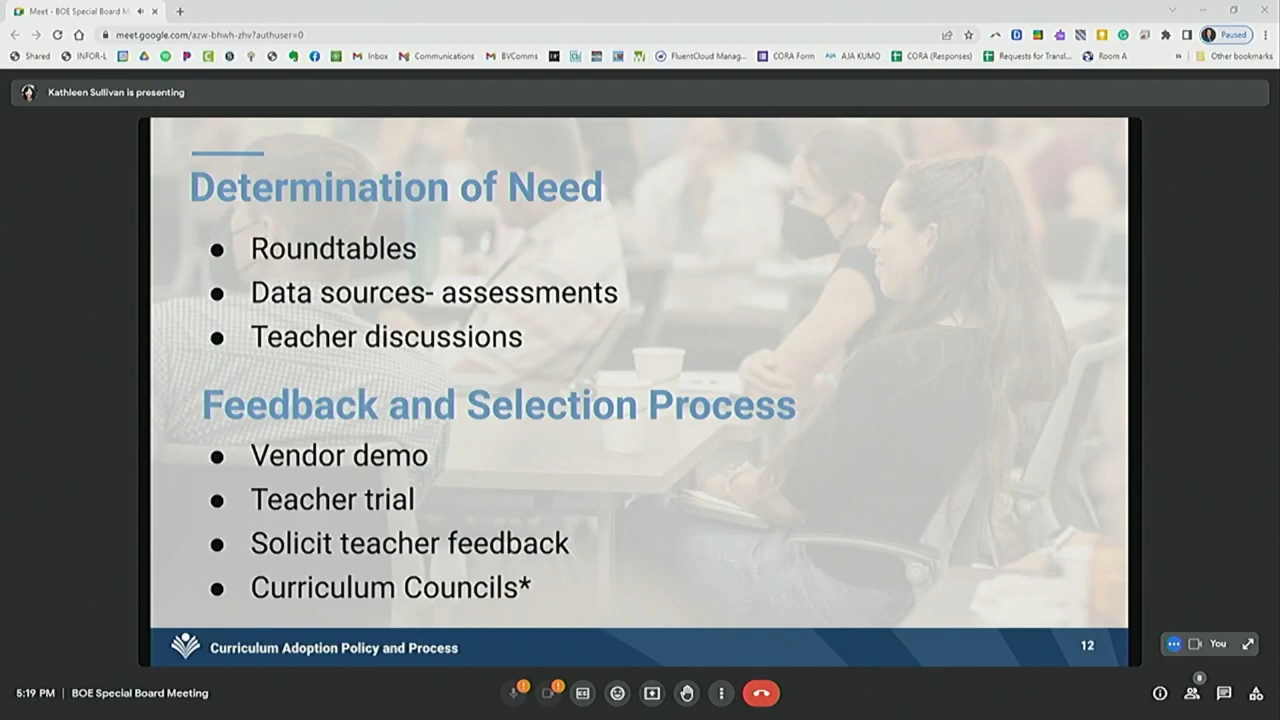 Meet - BOE Special Board M
meet.google.com/azw-bhwh-zhv?authuser=0
Paused
Shared
INFOR-L
Inbox
Communications
BVComms
FluentCloud Manag...
CORA Form
AJA KUMO
CORA (Responses)
Requests for Transl...
Room A
Other bookmarks
Kathleen Sullivan is presenting
Determination of Need
● Roundtables
● Data sources- assessments
● Teacher discussions
Feedback and Selection Process
● Vendor demo
● Teacher trial
● Solicit teacher feedback
● Curriculum Councils*
Curriculum Adoption Policy and Process
12
You
5:19 PM | BOE Special Board Meeting
8